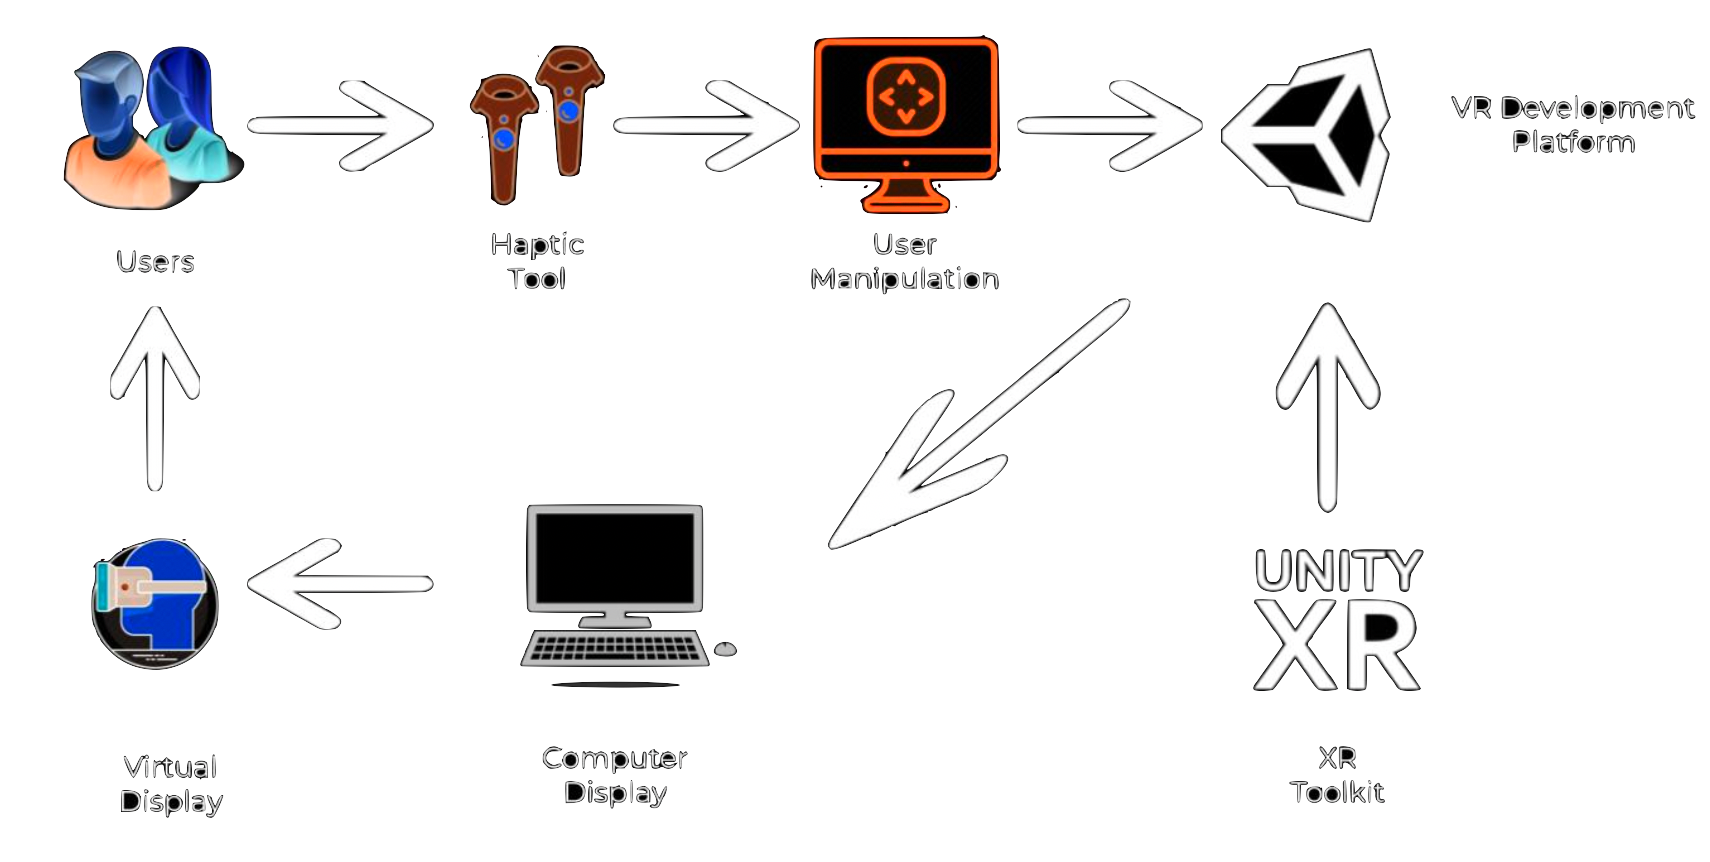 VR Development
Platform
Users
Haptic
Tool
User
Manipulation
UNITY
XR
Virtual
Display
Computer
Display
XR
Toolkit